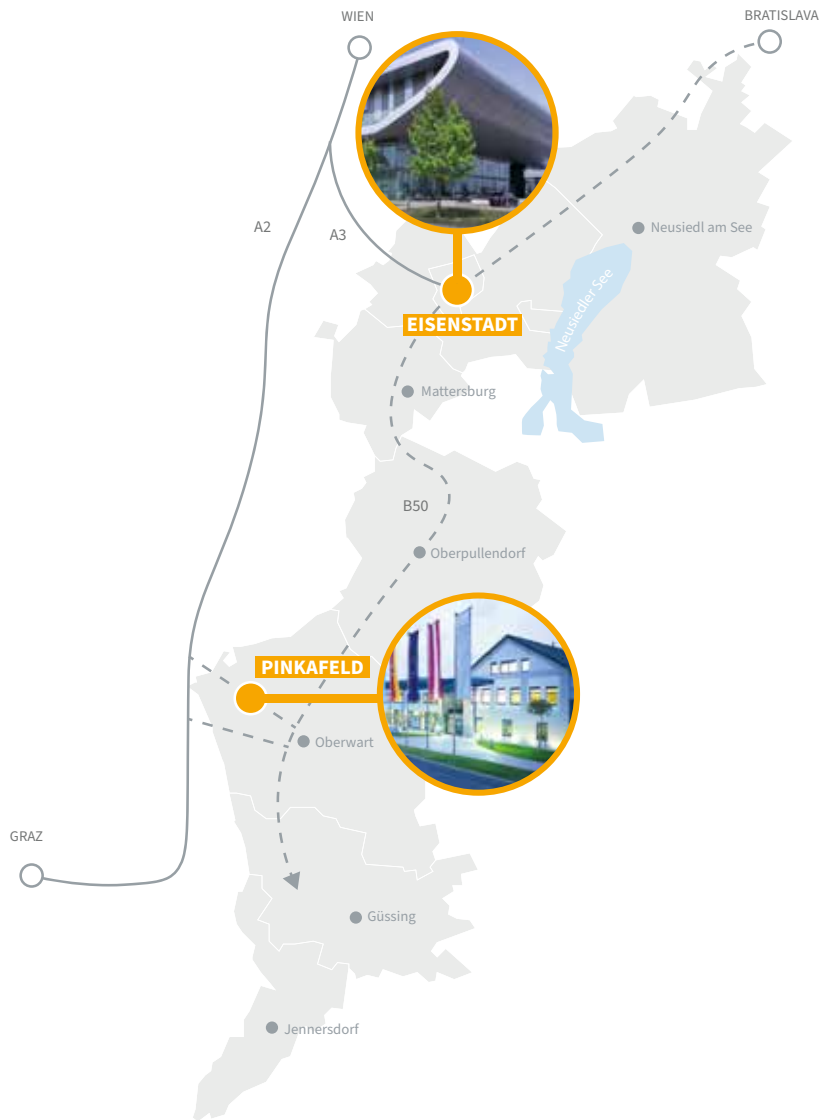 WIEN
BRATISLAVA
A2
A3
Neusiedl am See
Neusiedler See
EISENSTADT
Mattersburg
B50
Oberpullendorf
PINKAFELD
Oberwart
GRAZ
Güssing
Jennersdorf